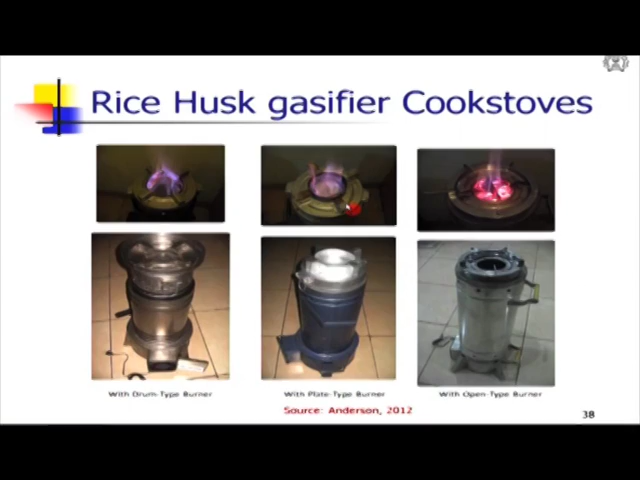 Rice Husk gasifier Cookstoves
With Drum-Type Burner
With Plate-Type Burner
With Open-Type Burner
Source: Anderson, 2012
38